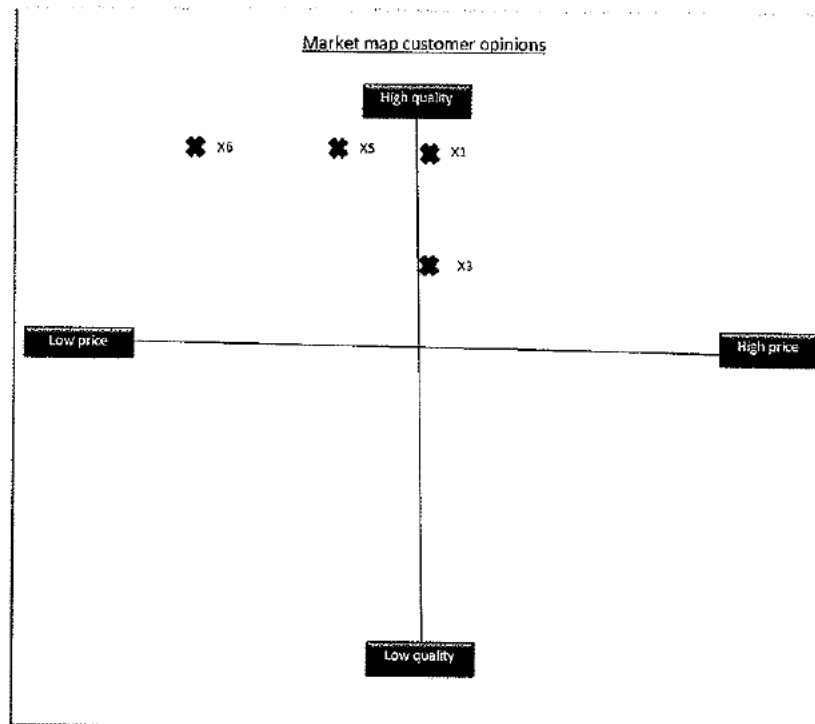 Market map customer opinions
High quality
X6
X5
X1
X3
Low price
High price
Low quality